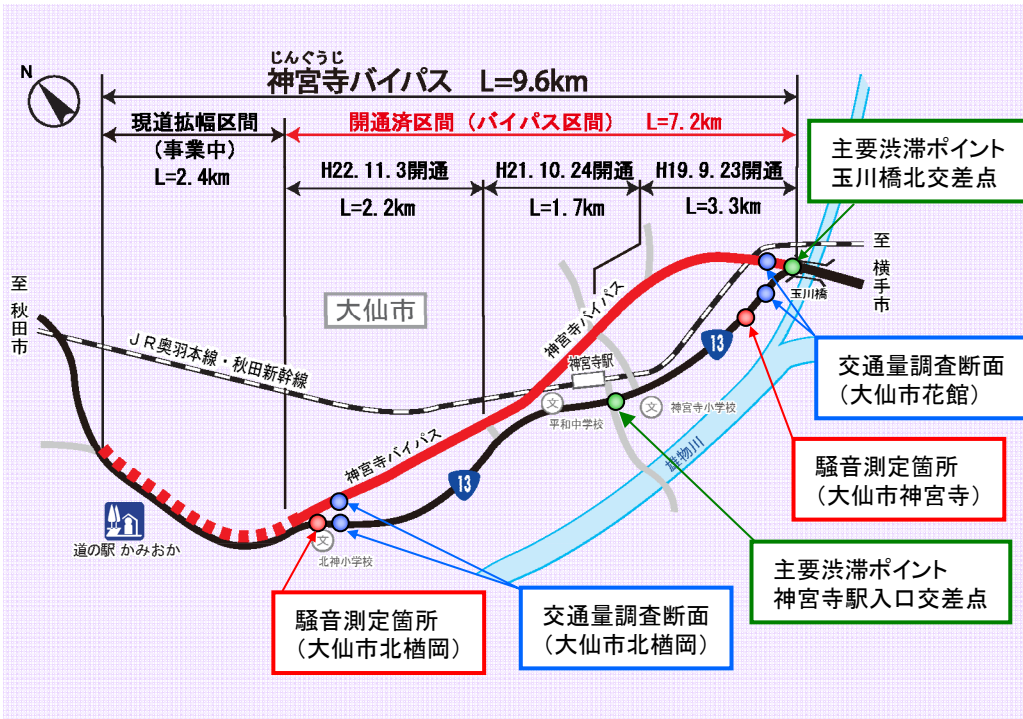 N
じんぐうじ
神宮寺バイパス L=9.6km
現道拡幅区間
(事業中)
L=2.4km
開通済区間(バイパス区間) L=7.2km
H22.11.3開通
L=2.2km
H21.10.24開通
L=1.7km
H19.9.23開通
L=3.3km
主要渋滞ポイント
玉川橋北交差点
至 横手市
玉川橋
至 秋田市
大仙市
JR奥羽本線・秋田新幹線
神宮寺バイパス
神宮寺駅
13
文
平和中学校
文
神宮寺小学校
交通量調査断面
(大仙市花館)
神宮寺バイパス
13
雄物川
騒音測定箇所
(大仙市神宮寺)
道の駅 かみおか
文
北神小学校
主要渋滞ポイント
神宮寺駅入口交差点
騒音測定箇所
(大仙市北楢岡)
交通量調査断面
(大仙市北楢岡)